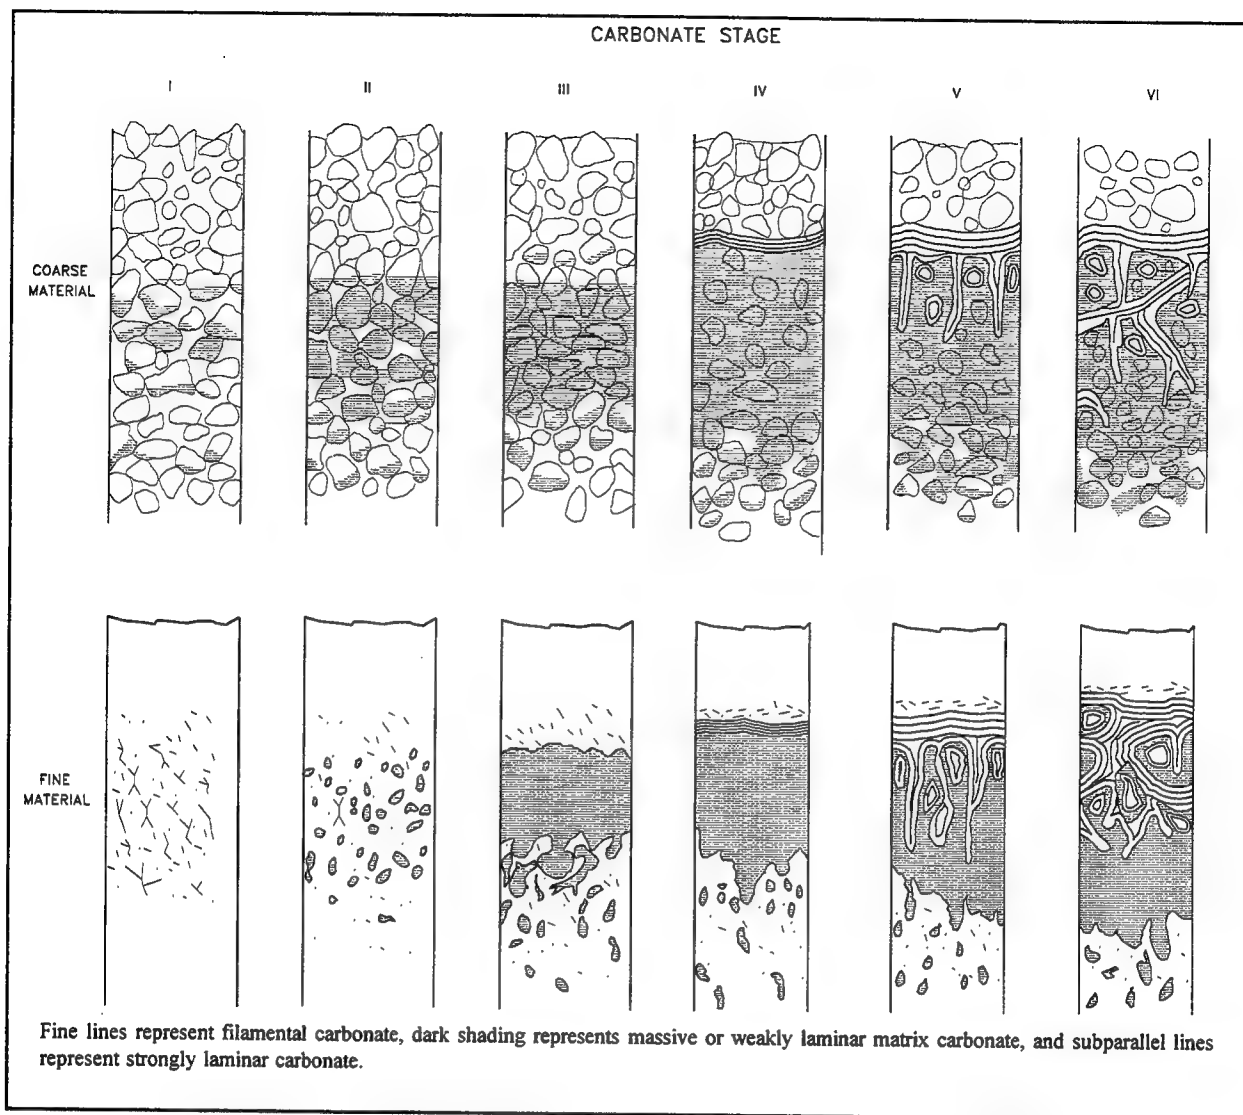 CARBONATE STAGE
I II III IV V VI
COARSE
MATERIAL
FINE
MATERIAL
Fine lines represent filamental carbonate, dark shading represents massive or weakly laminar matrix carbonate, and subparallel lines
represent strongly laminar carbonate.